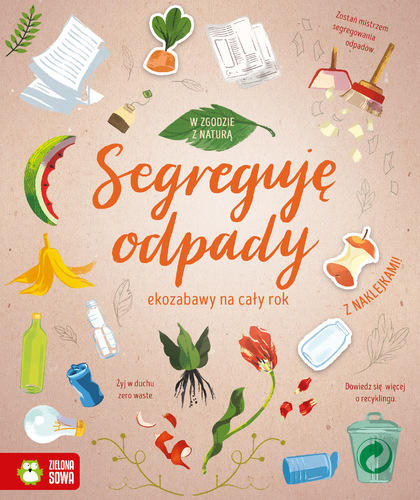 Zostań mistrzem
segregowania
odpadów.
W ZGODZIE
Z NATURĄ
Segreguję
odpady
ekozabawy na cały rok
Z NAKLEJKAMI!
Żyj w duchu
zero waste.
Dowiedz się więcej
o recyklingu.
ZIELONA
SOWA